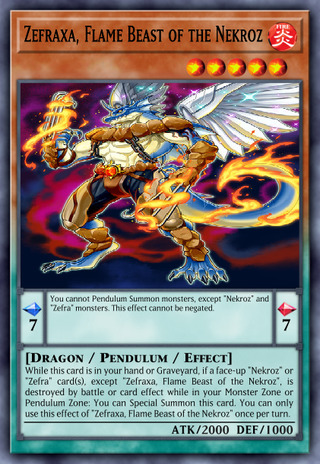 Zefraxa, Flame Beast of the Nekroz
FIRE
炎
You cannot Pendulum Summon monsters, except "Nekroz" and
"Zefra" monsters. This effect cannot be negated.
7
7
[Dragon / Pendulum / Effect]
While this card is in your hand or Graveyard, if a face-up "Nekroz" or
"Zefra" card(s), except "Zefraxa, Flame Beast of the Nekroz", is
destroyed by battle or card effect while in your Monster Zone or
Pendulum Zone: You can Special Summon this card. You can only
use this effect of "Zefraxa, Flame Beast of the Nekroz" once per turn.
ATK/2000 DEF/1000